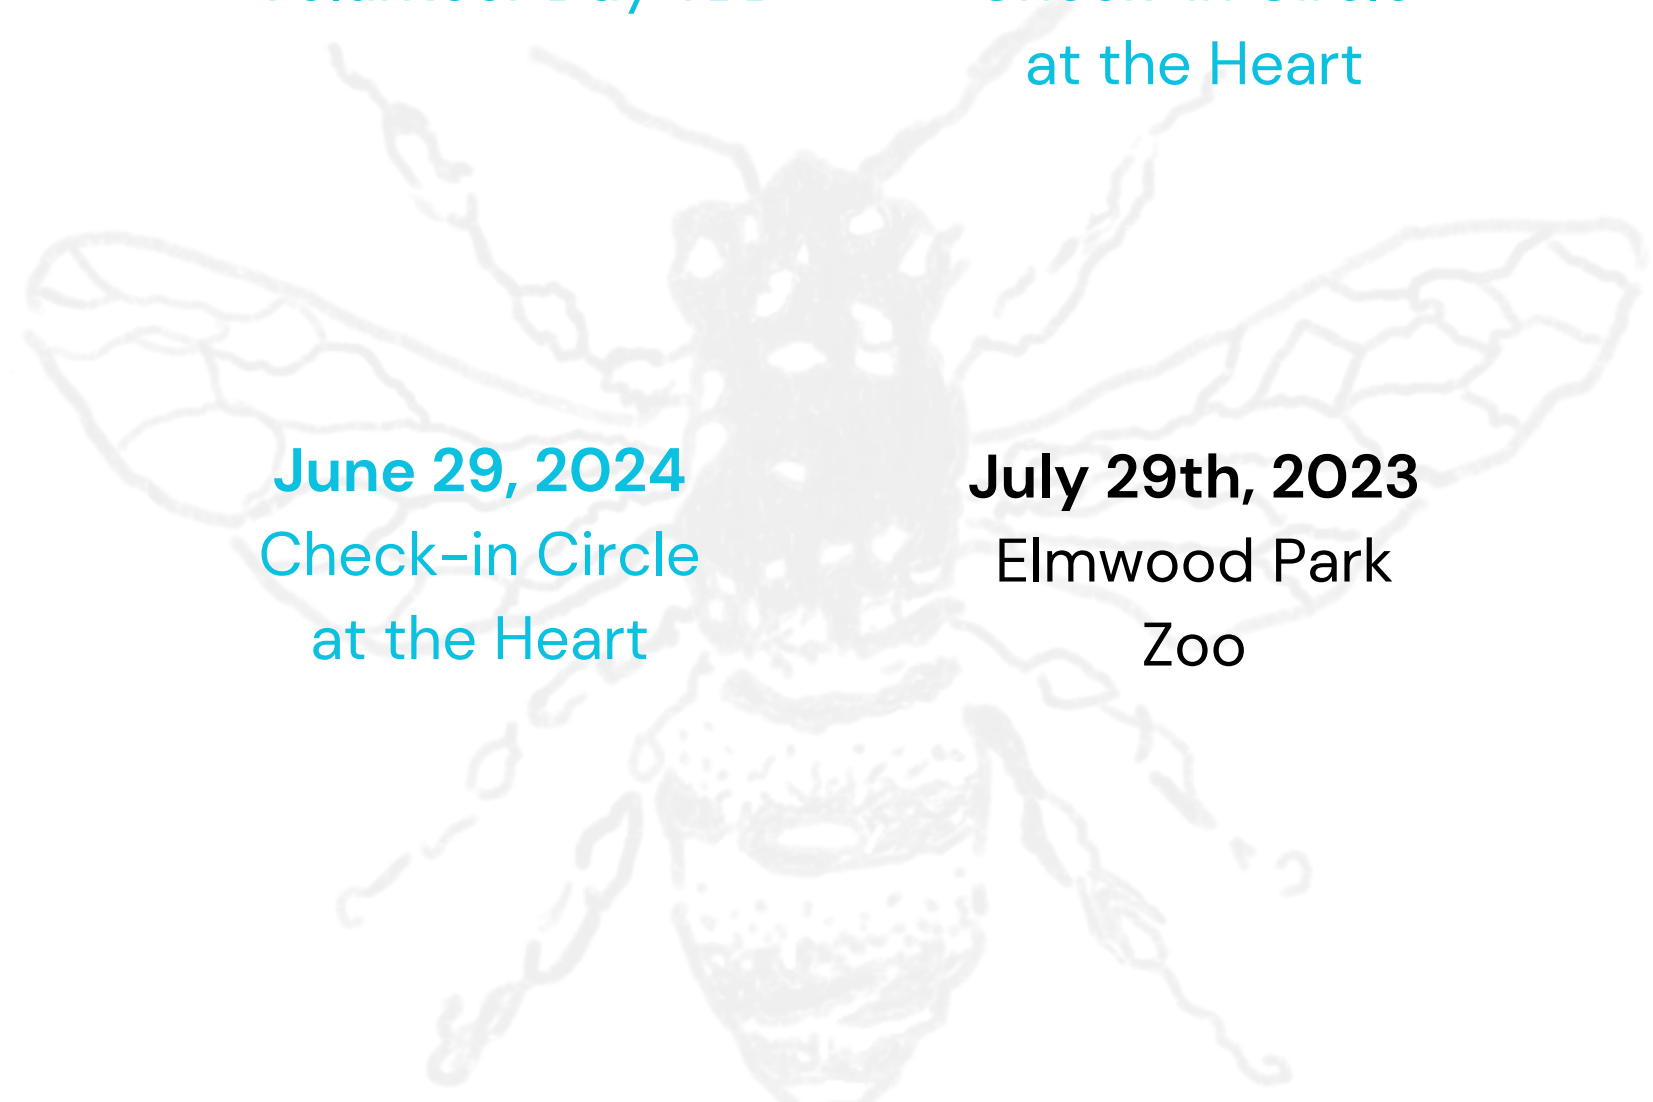 at the Heart
June 29, 2024
Check-in Circle
at the Heart
July 29th, 2023
Elmwood Park
Zoo